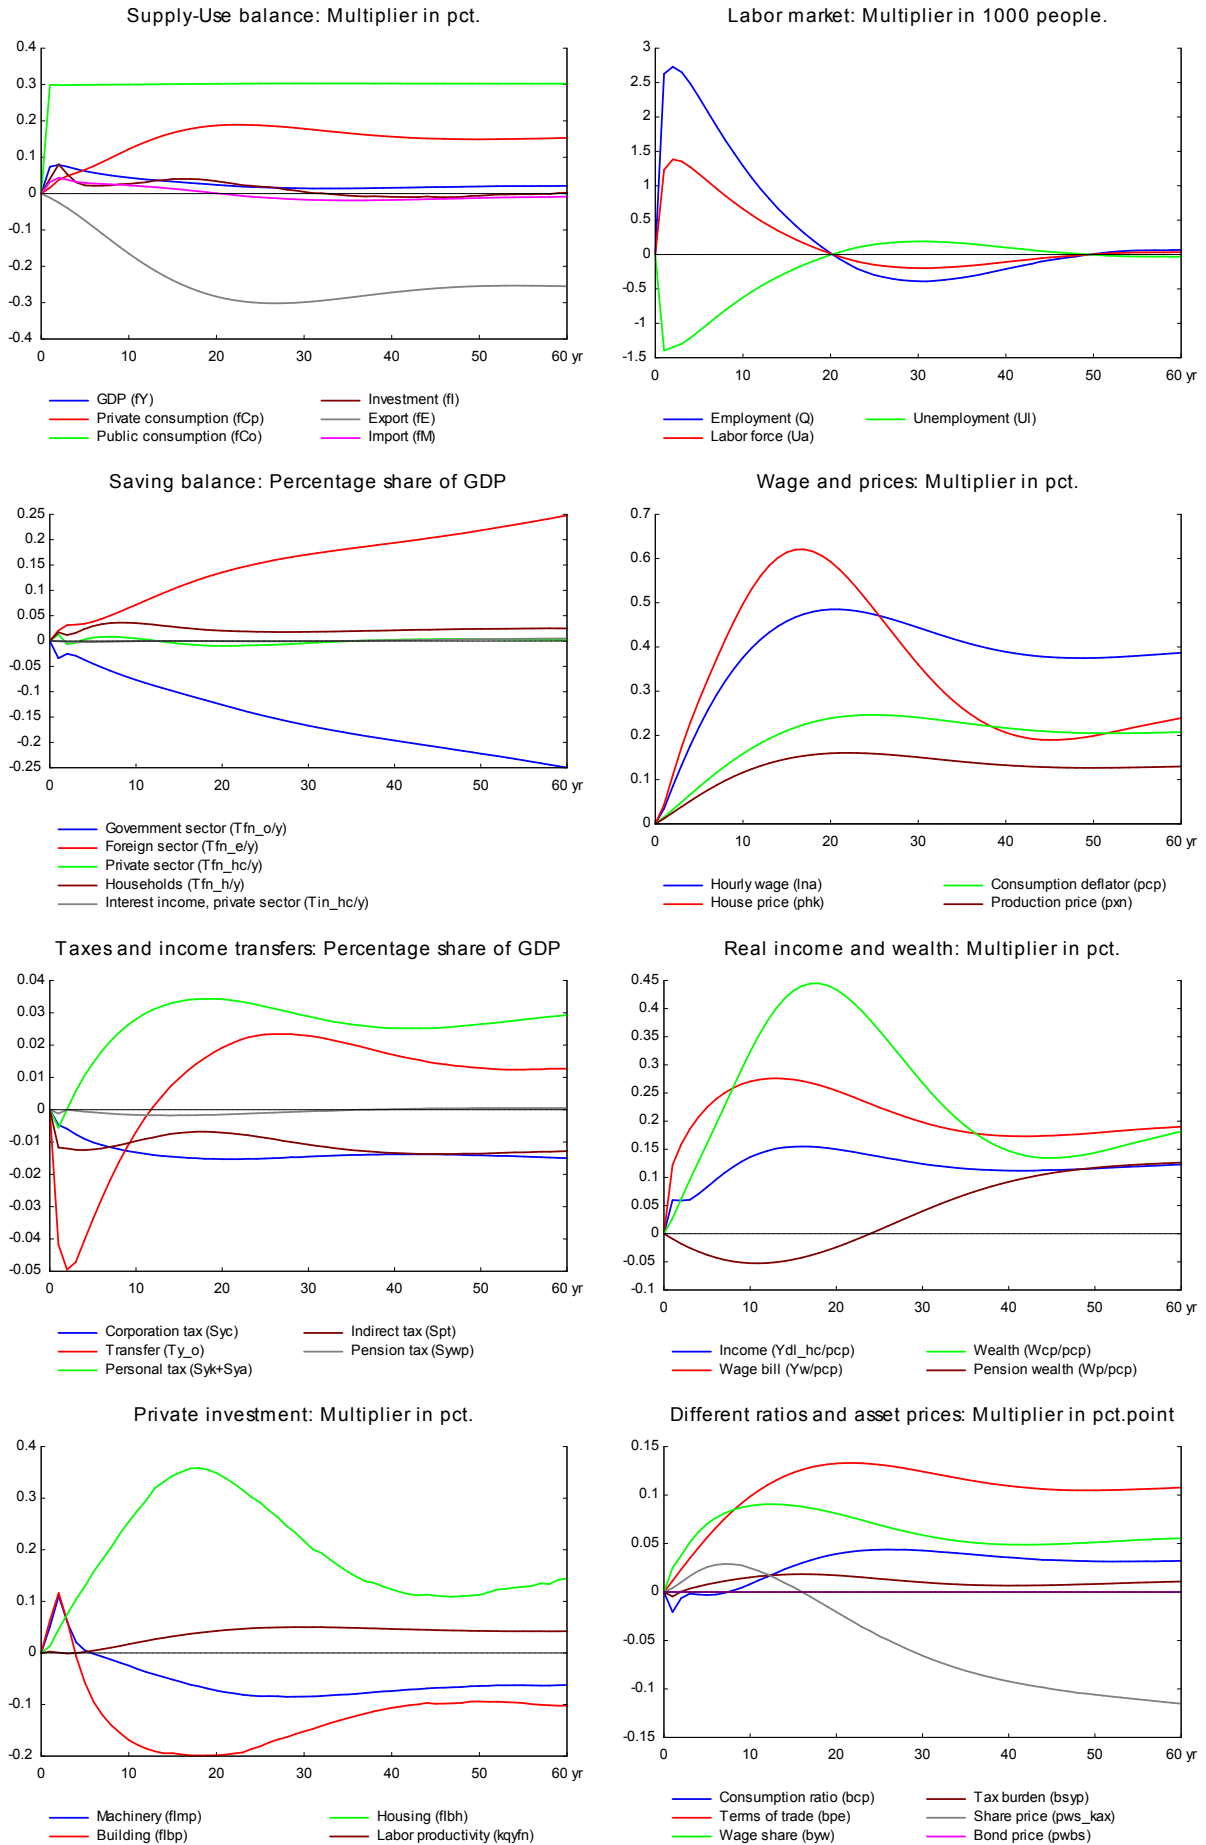 Supply-Use balance: Multiplier in pct.
0.4
0.3
0.2
0.1
0
-0.1
-0.2
-0.3
-0.4
0 10 20 30 40 50 60 yr
GDP (fY) Investment (fI)
Private consumption (fCp) Export (fE)
Public consumption (fCo) Import (fM)
Labor market: Multiplier in 1000 people.
3
2.5
2
1.5
1
0.5
0
-0.5
-1
-1.5
0 10 20 30 40 50 60 yr
Employment (Q) Unemployment (Ul)
Labor force (Ua)
Saving balance: Percentage share of GDP
0.25
0.2
0.15
0.1
0.05
0
-0.05
-0.1
-0.15
-0.2
-0.25
0 10 20 30 40 50 60 yr
Government sector (Tfn_o/y)
Foreign sector (Tfn_e/y)
Private sector (Tfn_hc/y)
Households (Tfn_h/y)
Interest income, private sector (Tin_hc/y)
Wage and prices: Multiplier in pct.
0.7
0.6
0.5
0.4
0.3
0.2
0.1
0
0 10 20 30 40 50 60 yr
Hourly wage (lna) Consumption deflator (pcp)
House price (phk) Production price (pxn)
Taxes and income transfers: Percentage share of GDP
0.04
0.03
0.02
0.01
0
-0.01
-0.02
-0.03
-0.04
-0.05
0 10 20 30 40 50 60 yr
Corporation tax (Syc) Indirect tax (Spt)
Transfer (Ty_o) Pension tax (Sywp)
Personal tax (Syk+Sya)
Real income and wealth: Multiplier in pct.
0.45
0.4
0.35
0.3
0.25
0.2
0.15
0.1
0.05
0
-0.05
-0.1
0 10 20 30 40 50 60 yr
Income (Ydl_hc/pcp) Wealth (Wcp/pcp)
Wage bill (Yw/pcp) Pension wealth (Wp/pcp)
Private investment: Multiplier in pct.
0.4
0.3
0.2
0.1
0
-0.1
-0.2
0 10 20 30 40 50 60 yr
Machinery (fImp) Housing (fIbh)
Building (fIbp) Labor productivity (kqyfn)
Different ratios and asset prices: Multiplier in pct.point
0.15
0.1
0.05
0
-0.05
-0.1
-0.15
0 10 20 30 40 50 60 yr
Consumption ratio (bcp) Tax burden (bsyp)
Terms of trade (bpe) Share price (pws_kax)
Wage share (byw) Bond price (pwbs)